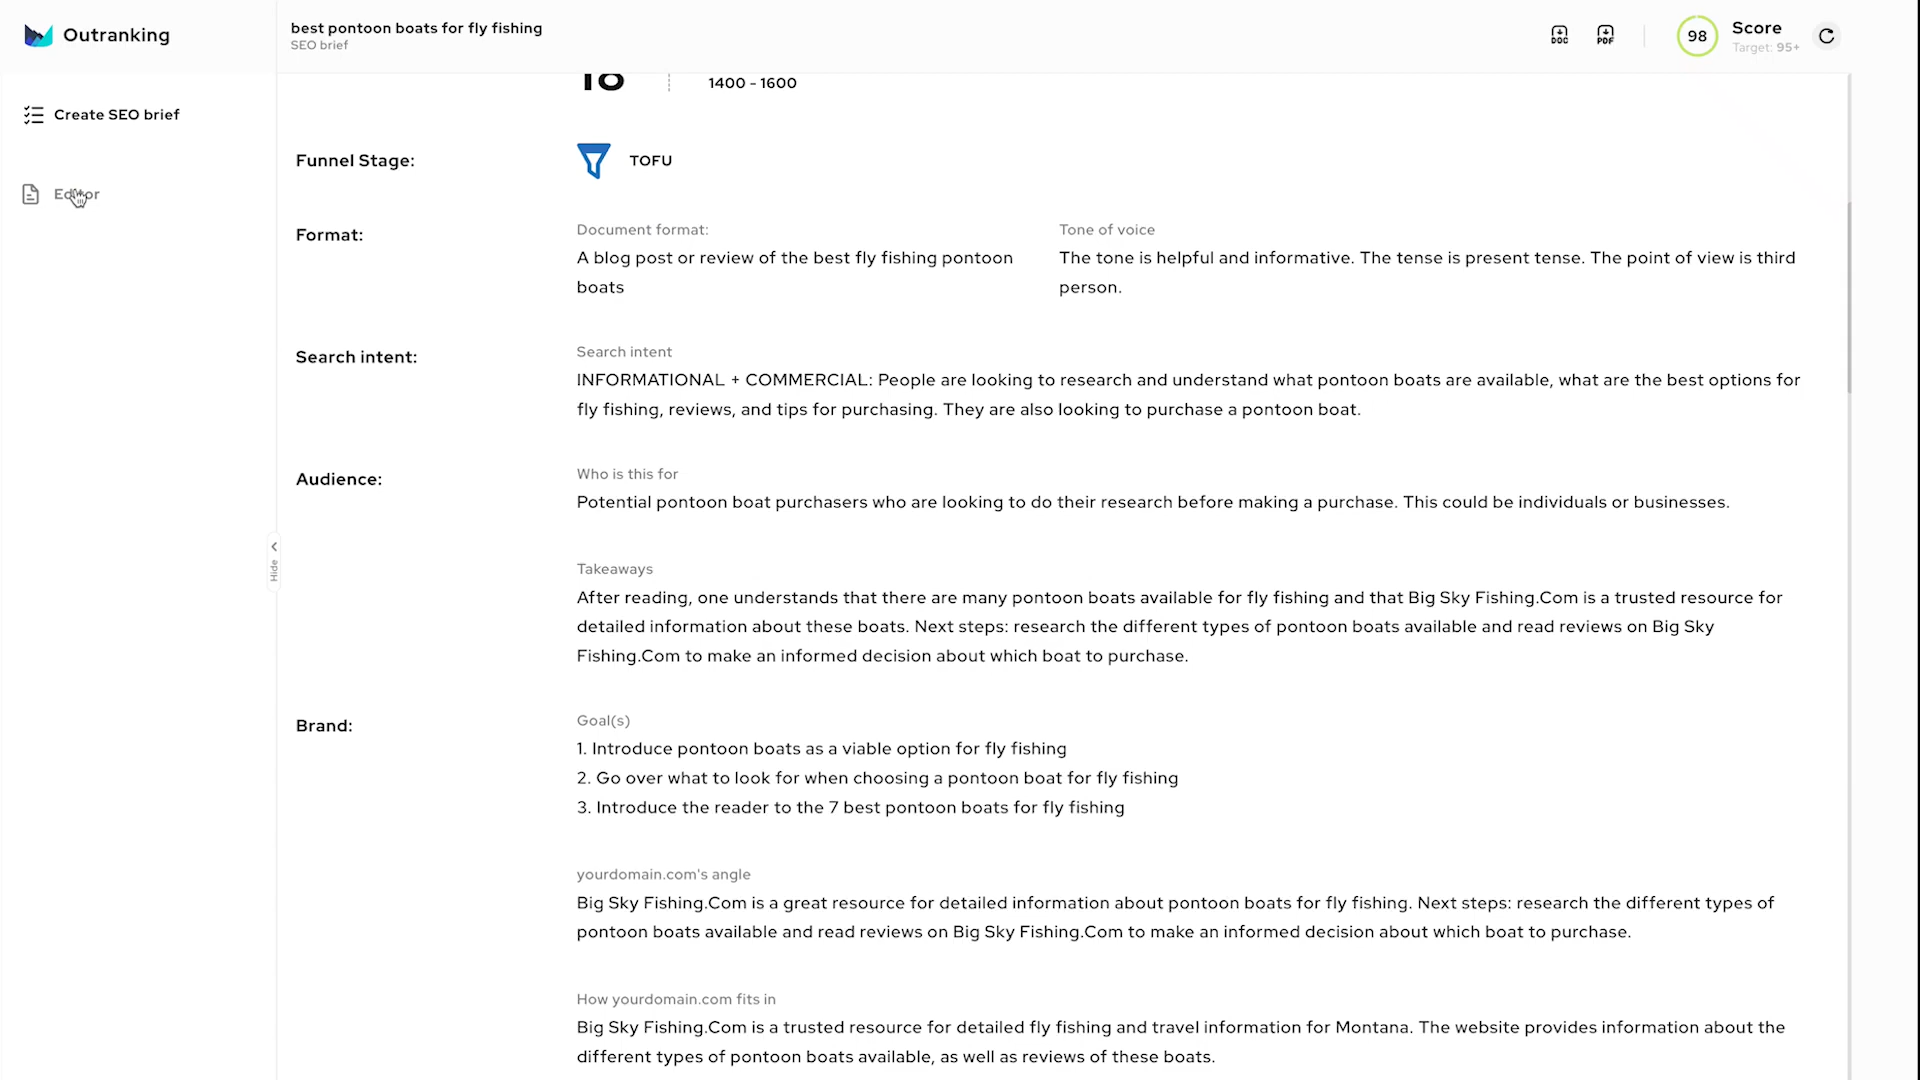 Outranking
best pontoon boats for fly fishing
SEO brief
DOC
PDF
98
Score
Target: 95+
Create SEO brief
Editor
Hide
18
1400 - 1600
Funnel Stage:
TOFU
Format:
Document format:
A blog post or review of the best fly fishing pontoon
boats
Tone of voice
The tone is helpful and informative. The tense is present tense. The point of view is third
person.
Search intent:
Search intent
INFORMATIONAL + COMMERCIAL: People are looking to research and understand what pontoon boats are available, what are the best options for
fly fishing, reviews, and tips for purchasing. They are also looking to purchase a pontoon boat.
Audience:
Who is this for
Potential pontoon boat purchasers who are looking to do their research before making a purchase. This could be individuals or businesses.
Takeaways
After reading, one understands that there are many pontoon boats available for fly fishing and that Big Sky Fishing.Com is a trusted resource for
detailed information about these boats. Next steps: research the different types of pontoon boats available and read reviews on Big Sky
Fishing.Com to make an informed decision about which boat to purchase.
Brand:
Goal(s)
1. Introduce pontoon boats as a viable option for fly fishing
2. Go over what to look for when choosing a pontoon boat for fly fishing
3. Introduce the reader to the 7 best pontoon boats for fly fishing
yourdomain.com's angle
Big Sky Fishing.Com is a great resource for detailed information about pontoon boats for fly fishing. Next steps: research the different types of
pontoon boats available and read reviews on Big Sky Fishing.Com to make an informed decision about which boat to purchase.
How yourdomain.com fits in
Big Sky Fishing.Com is a trusted resource for detailed fly fishing and travel information for Montana. The website provides information about the
different types of pontoon boats available, as well as reviews of these boats.